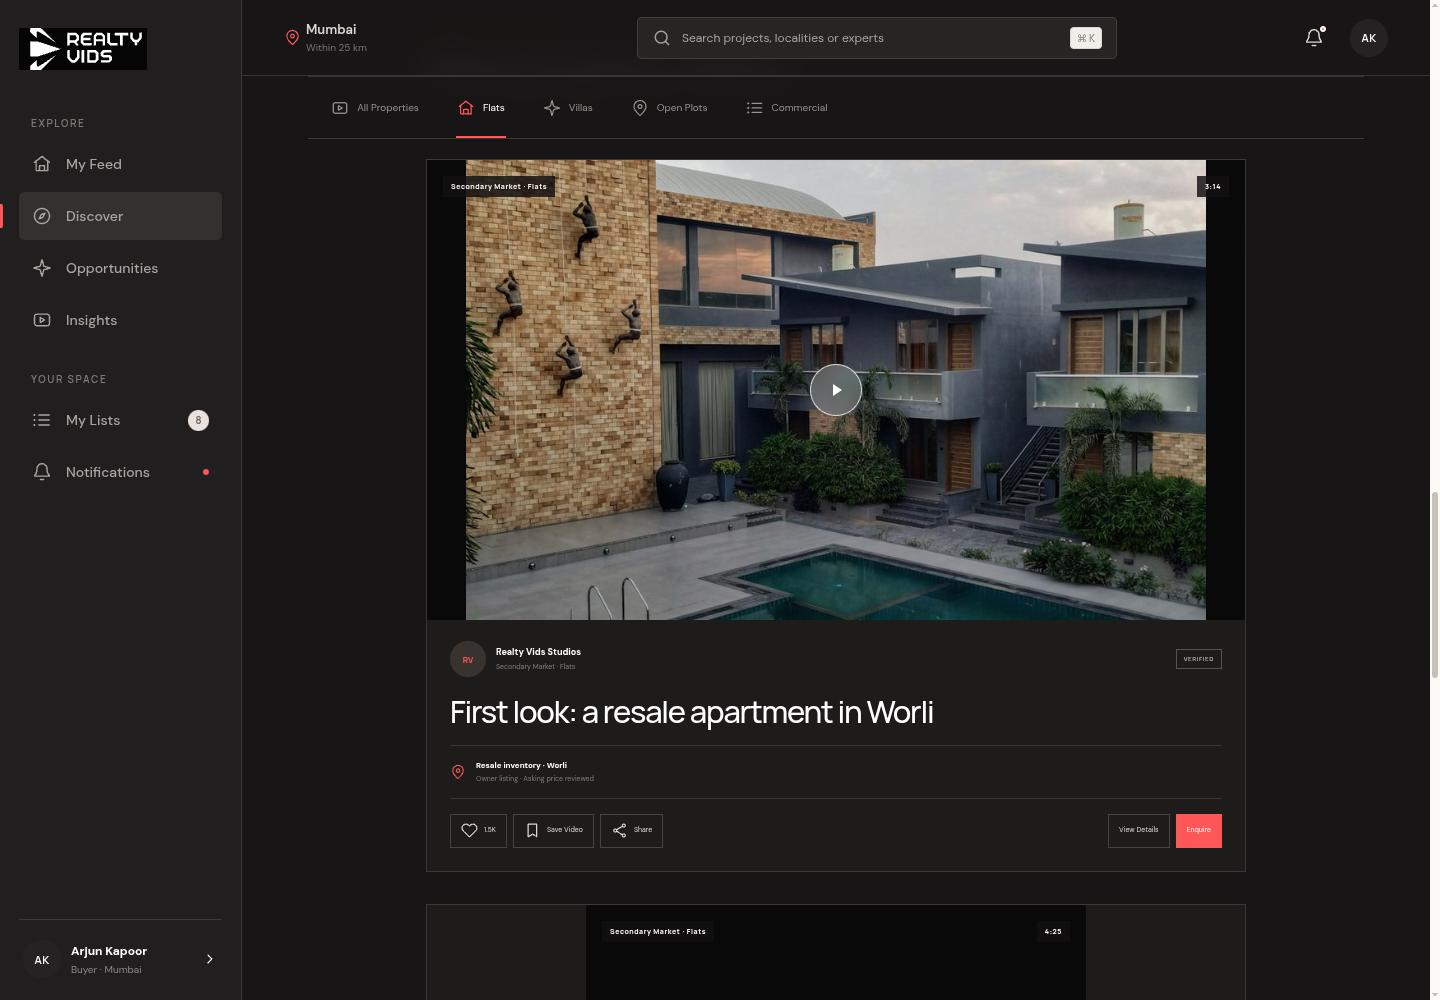 REALTY
VIDS
Mumbai
Within 25 km
Search projects, localities or experts
⌘ K
AK
EXPLORE
My Feed
Discover
Opportunities
Insights
YOUR SPACE
My Lists
8
Notifications
All Properties
Flats
Villas
Open Plots
Commercial
Secondary Market · Flats
3:14
RV
Realty Vids Studios
Secondary Market · Flats
VERIFIED
First look: a resale apartment in Worli
Resale inventory · Worli
Owner listing · Asking price reviewed
1.5K
Save Video
Share
View Details
Enquire
Secondary Market · Flats
4:25
AK
Arjun Kapoor
Buyer · Mumbai